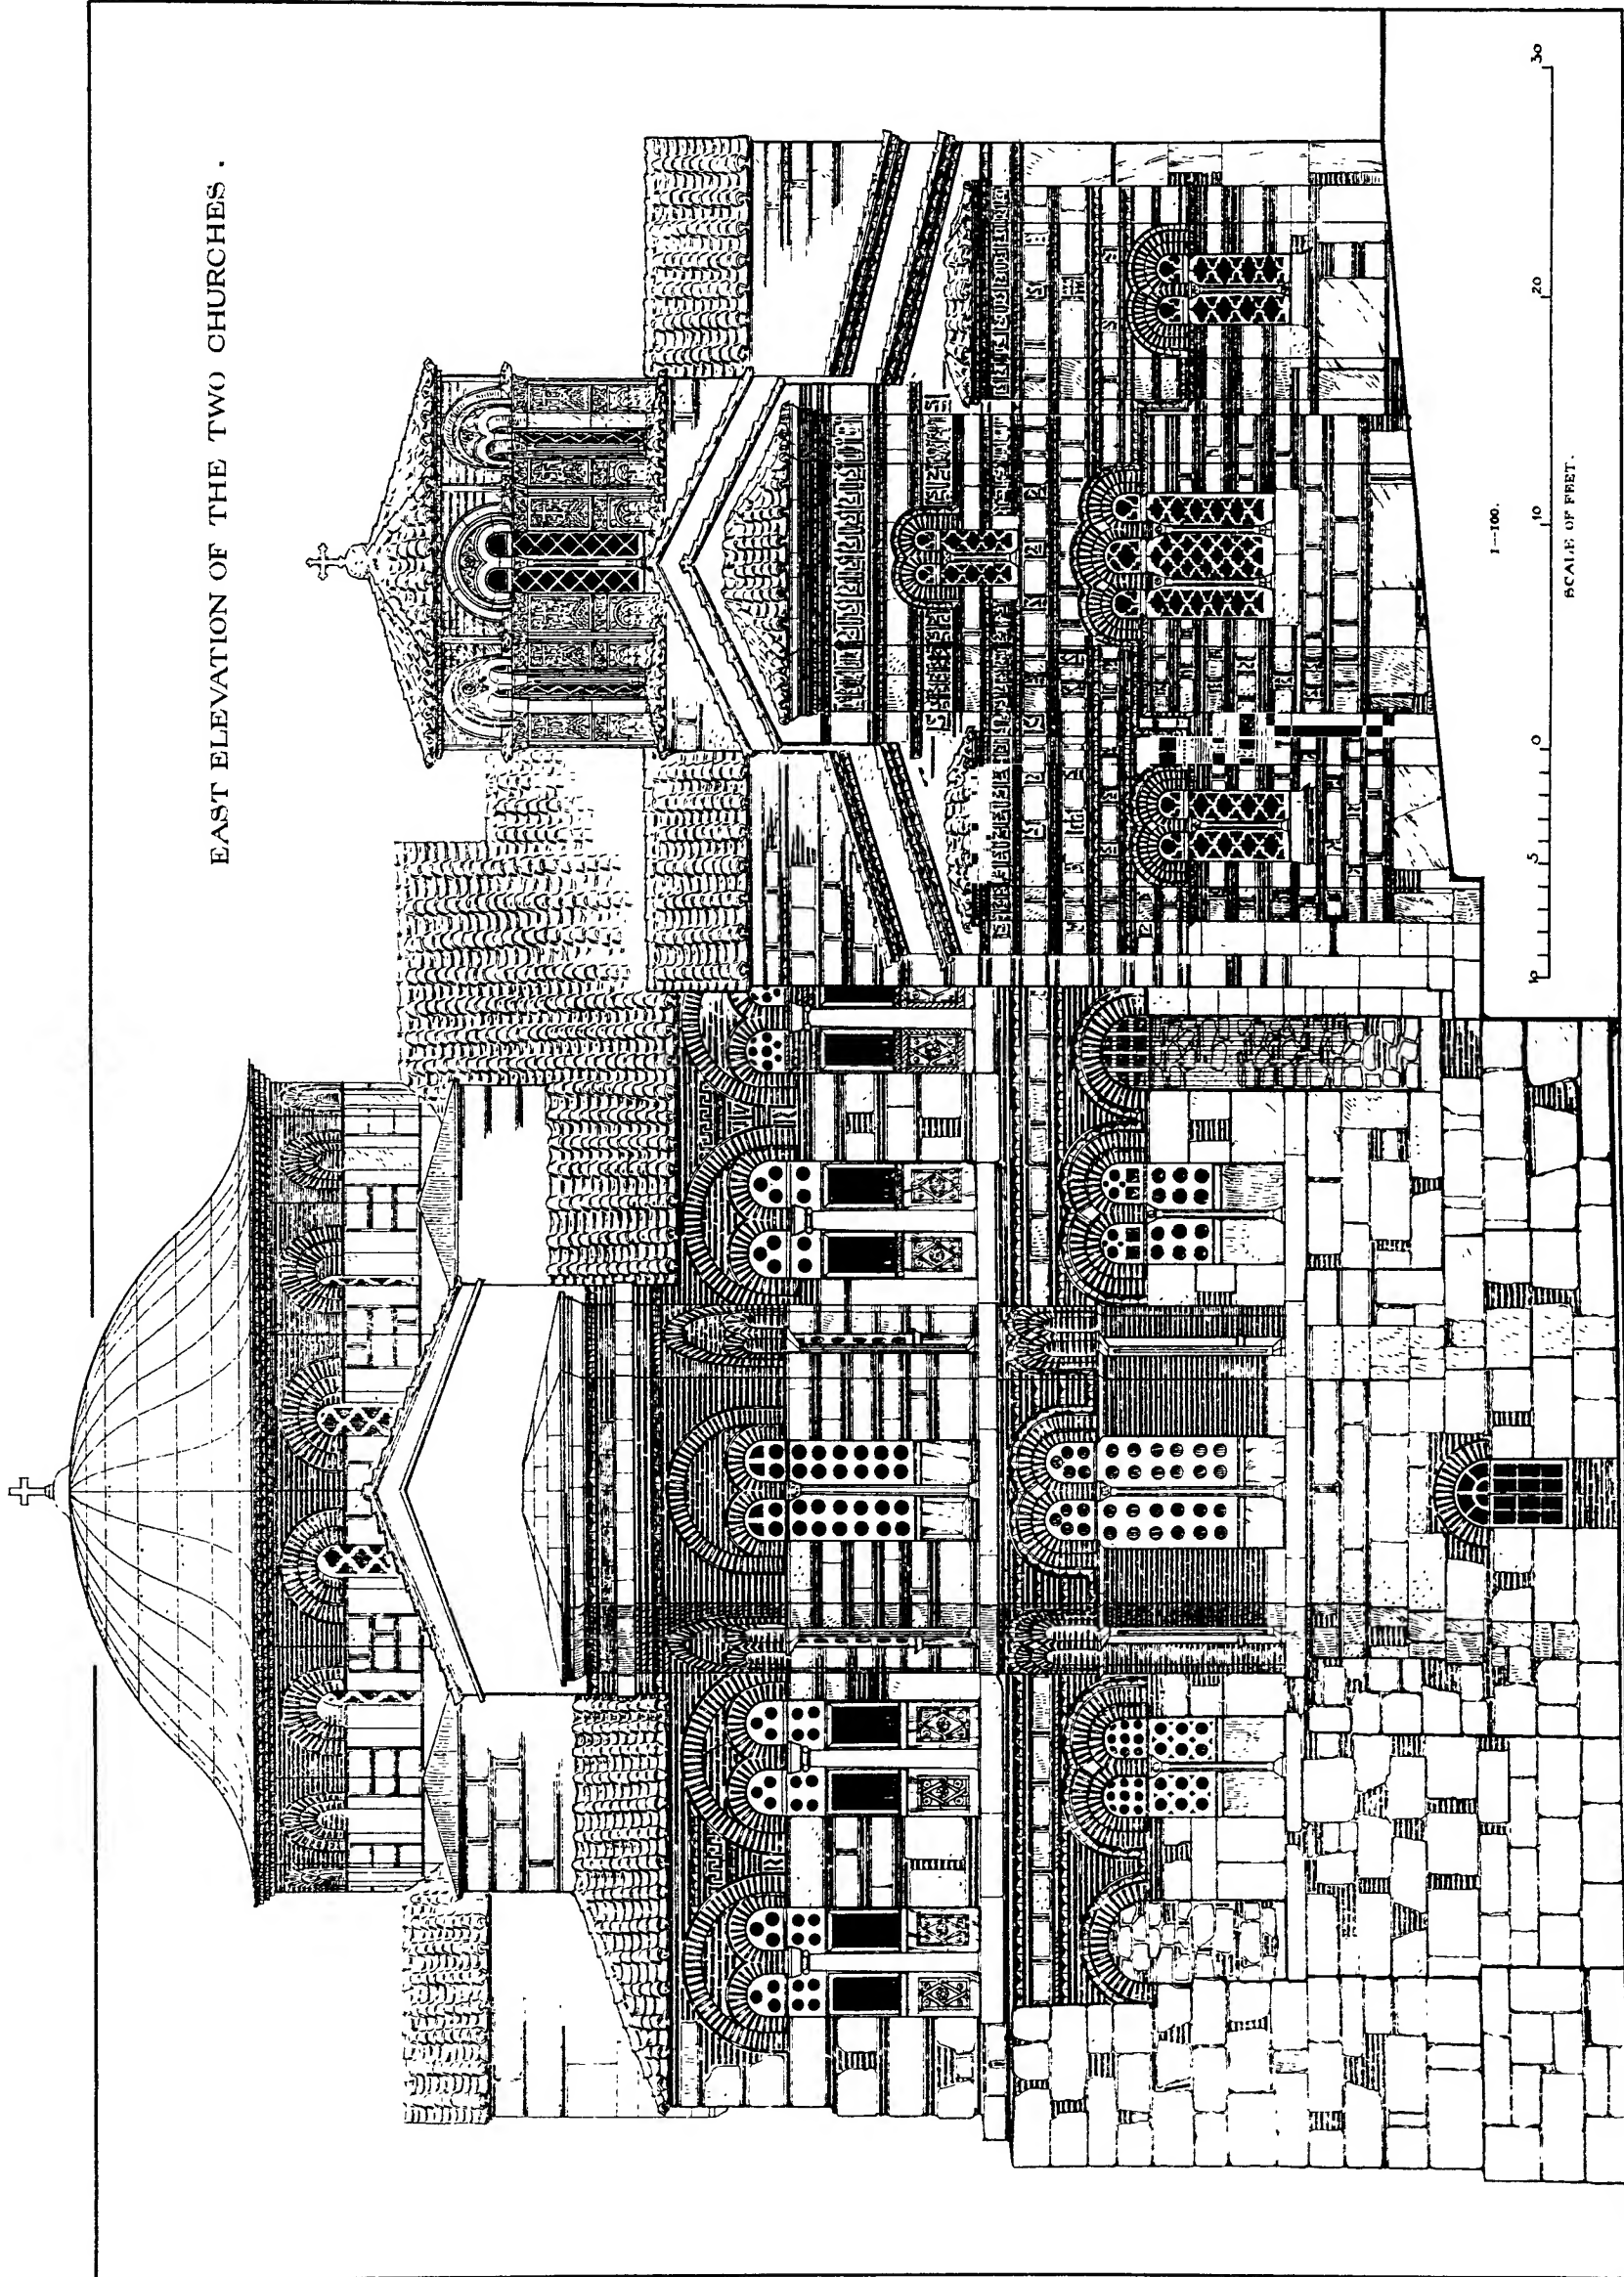 EAST ELEVATION OF THE TWO CHURCHES.
1—100.
10 5 0 10 20 30
SCALE OF FEET.